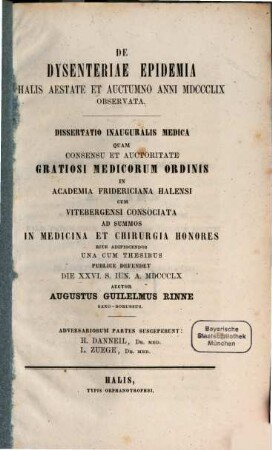 DE
DYSENTERIAE EPIDEMIA
HALIS AESTATE ET AUCTUMNO ANNI MDCCCLIX
OBSERVATA.
DISSERTATIO INAUGURALIS MEDICA
QUAM
CONSENSU ET AUCTORITATE
GRATIOSI MEDICORUM ORDINIS
IN
ACADEMIA FRIDERICIANA HALENSI
CUM
VITEBERGENSI CONSOCIATA
AD SUMMOS
IN MEDICINA ET CHIRURGIA HONORES
RITE ADIPISCENDOS
UNA CUM THESIBUS
PUBLICE DEFENDET
DIE XXVI. S. IUN. A. MDCCCLX
AUCTOR
AUGUSTUS GUILELMUS RINNE
SAXO-BORUSSUS.
ADVERSARIORUM PARTES SUSCEPERUNT:
H. DANNEIL, DR. MED.
L. ZUEGE, DR. MED.
Bayerische
Staatsbibliothek
München
HALIS,
TYPIS ORPHANOTROPHEI.